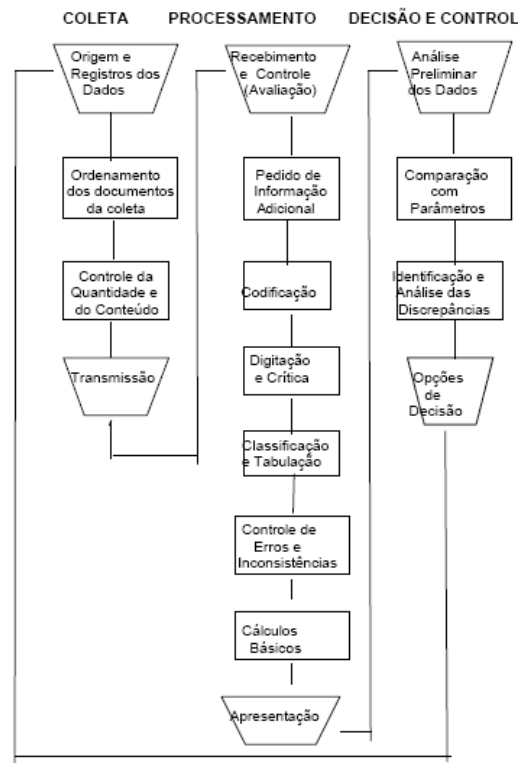 COLETA PROCESSAMENTO DECISÃO E CONTROL
Origem e
Registros dos
Dados
Ordenamento
dos documentos
da coleta
Controle da
Quantidade e
do Conteúdo
Transmissão
Recebimento
e Controle
(Avaliação)
Pedido de
Informação
Adicional
Codificação
Digitação
e Crítica
Classificação
e Tabulação
Controle de
Erros e
Inconsistências
Cálculos
Básicos
Apresentação
Análise
Preliminar
dos Dados
Comparação
com
Parâmetros
Identificação e
Análise das
Discrepâncias
Opções
de
Decisão